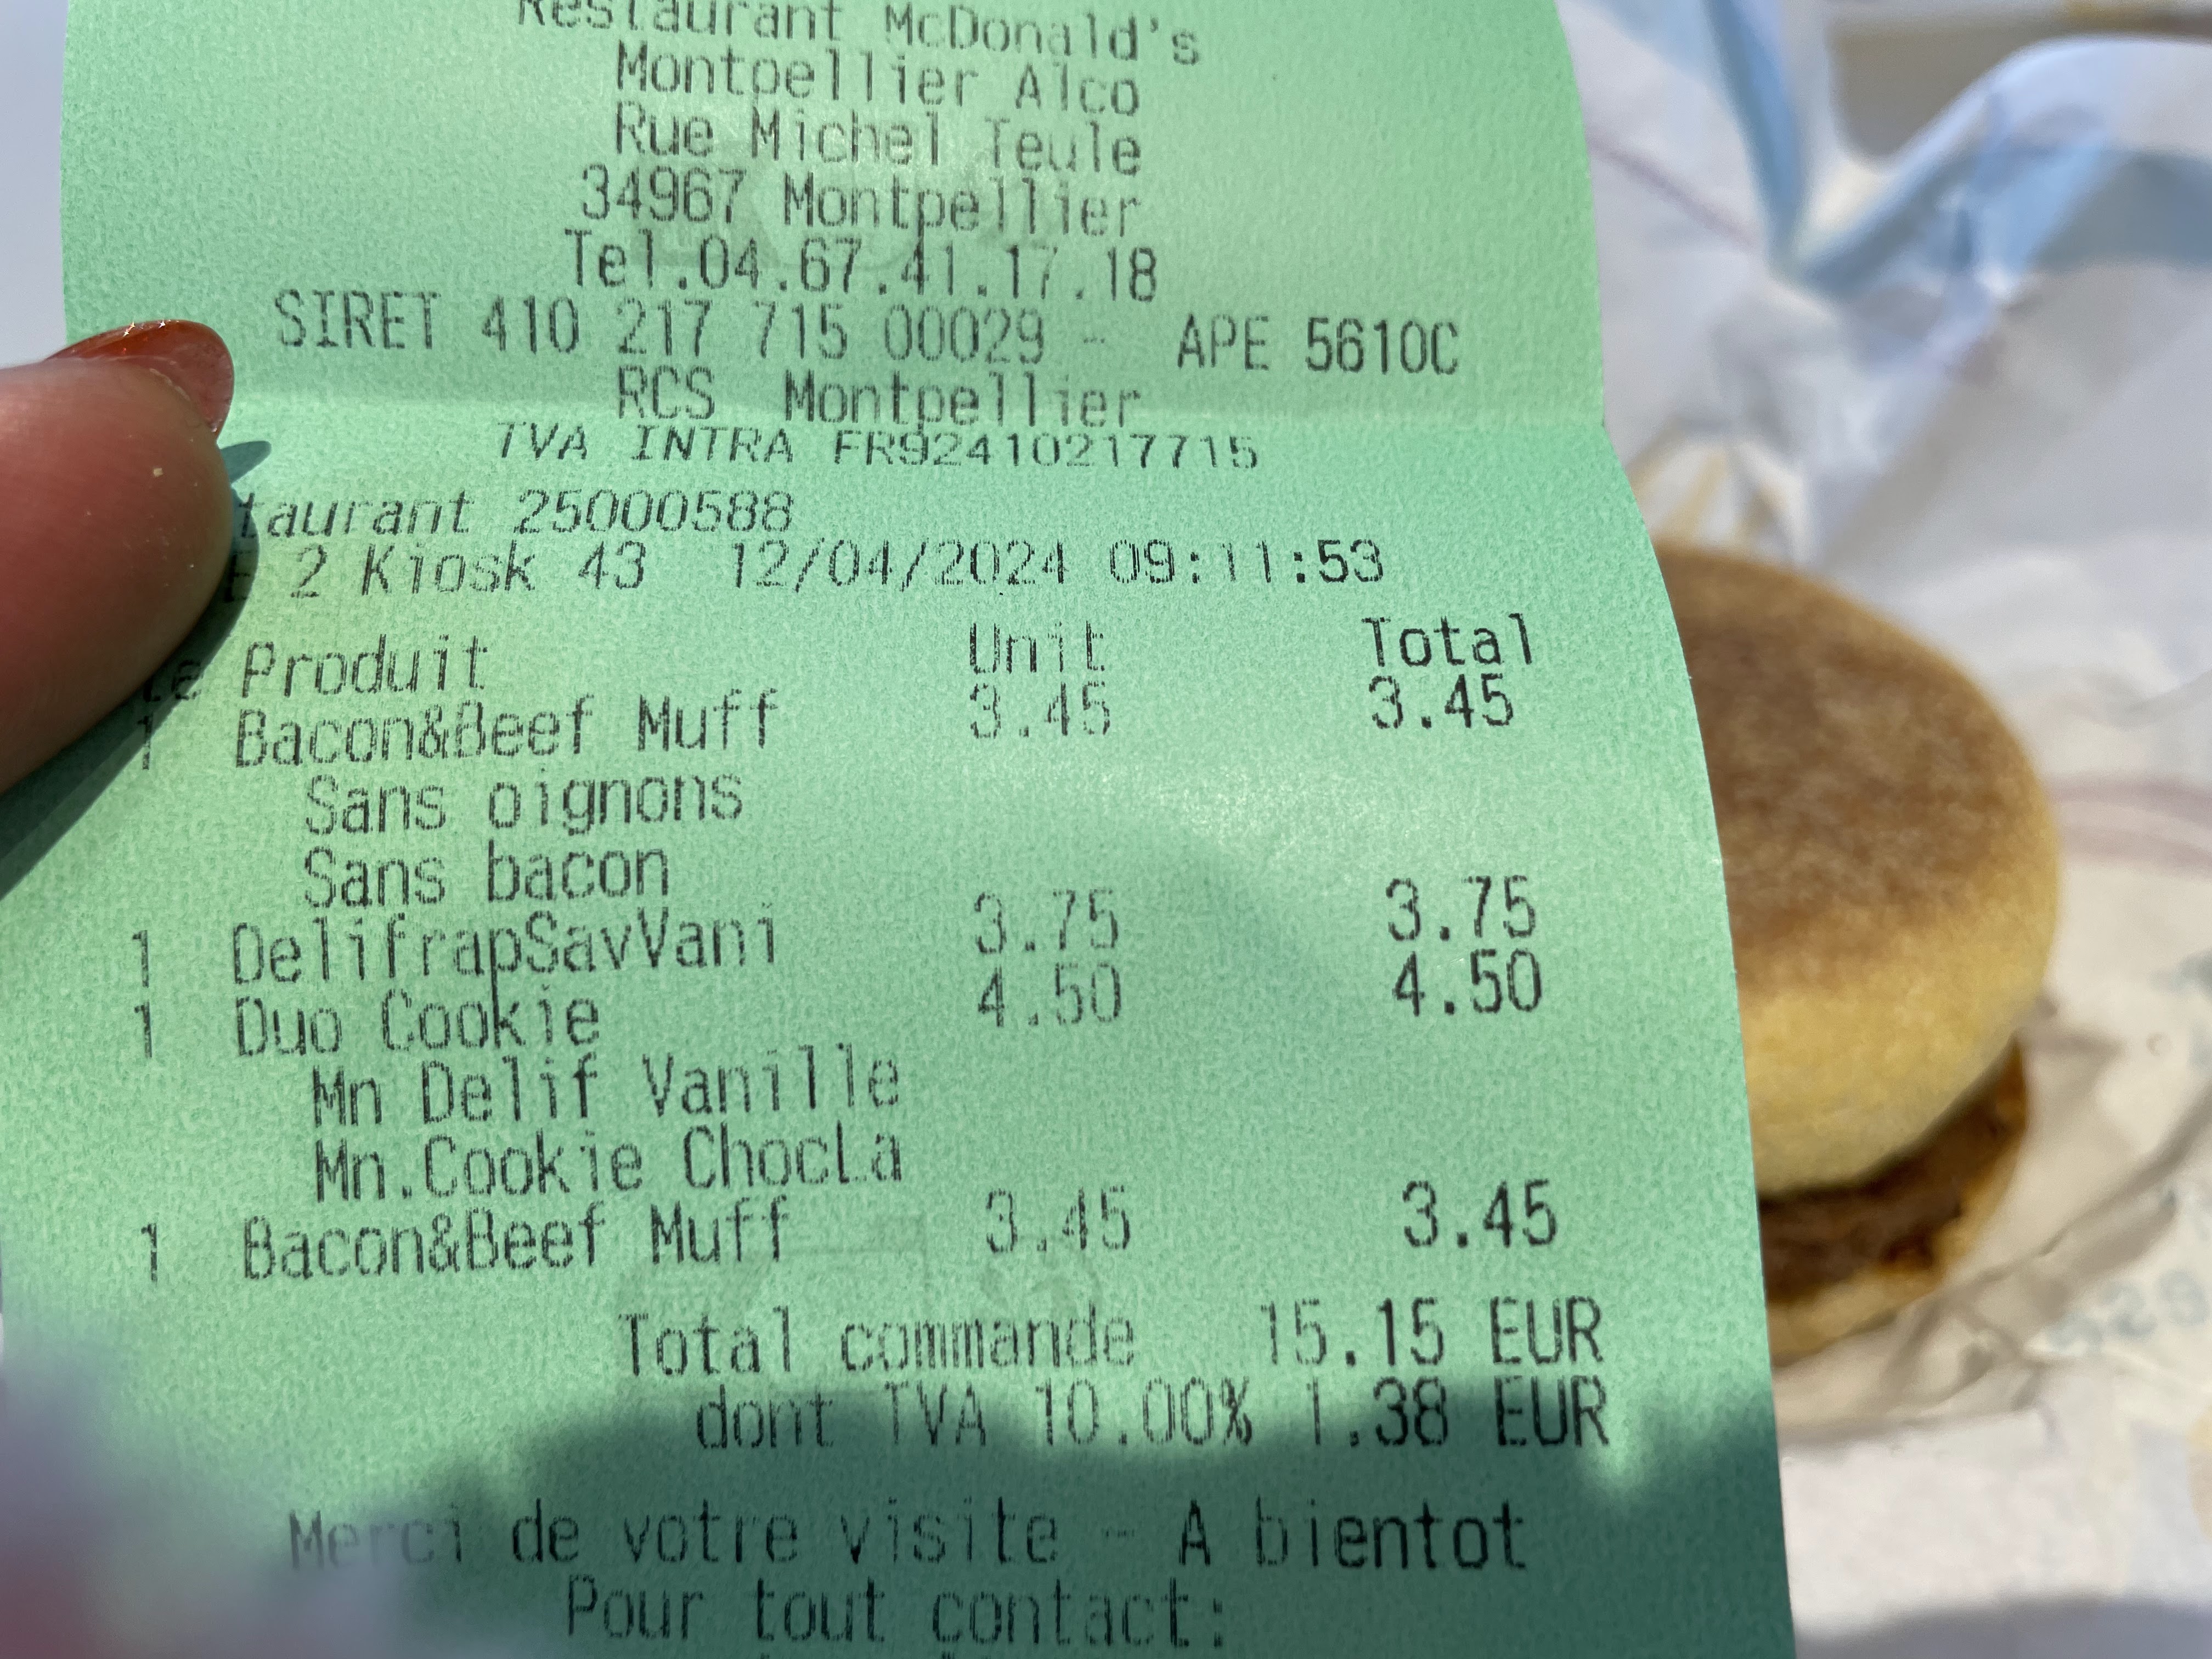 Restaurant McDonald's
Montpellier Alco
Rue Michel Teule
34967 Montpellier
Tel.04.67.41.17.18
SIRET 410 217 715 00029 - APE 5610C
RCS Montpellier
TVA INTRA FR92410217715
taurant 25000588
E 2 Kiosk 43 12/04/2024 09:11:53
te Produit Unit Total
1 Bacon&Beef Muff 3.45 3.45
Sans oignons
Sans bacon
1 DelifrapSavVani 3.75 3.75
1 Duo Cookie 4.50 4.50
Mn Delif Vanille
Mn.Cookie ChocLa
1 Bacon&Beef Muff 3.45 3.45
Total commande 15.15 EUR
dont TVA 10.00% 1.38 EUR
Merci de votre visite - A bientot
Pour tout contact: